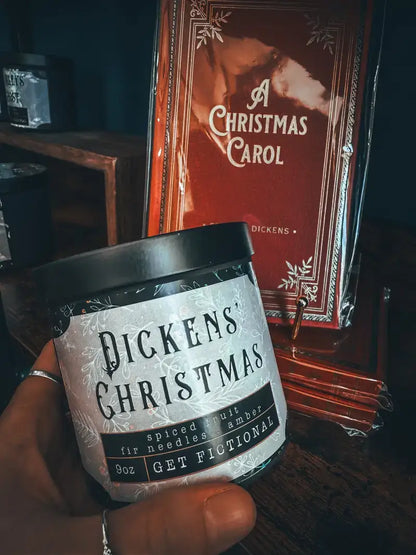 A
CHRISTMAS
CAROL
DICKENS •
DICKENS'
CHRISTMAS
spiced fruit
fir needles amber
9oz GET FICTIONAL